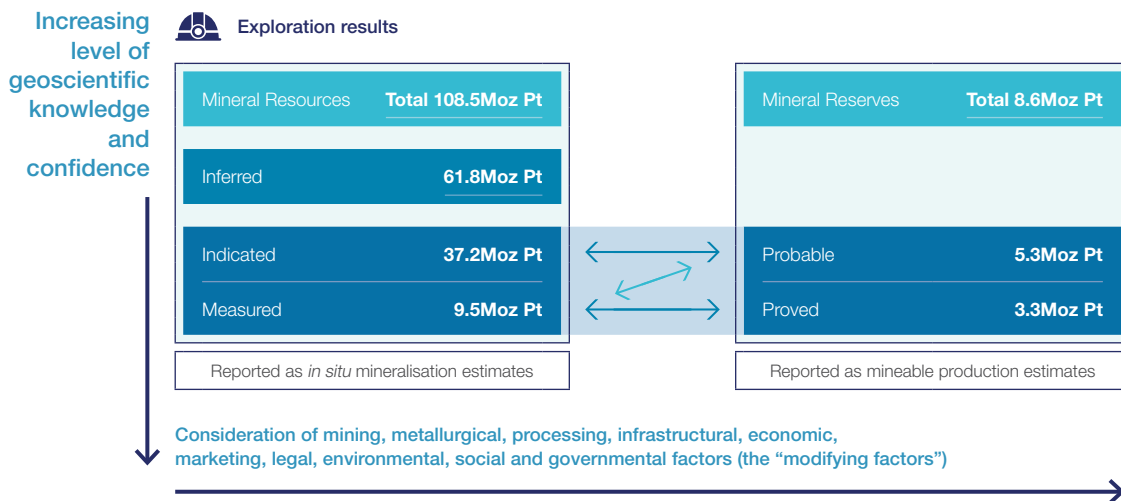 Increasing
level of
geoscientific
knowledge
and
confidence
Exploration results
Mineral Resources Total 108.5Moz Pt
Inferred 61.8Moz Pt
Indicated 37.2Moz Pt
Measured 9.5Moz Pt
Reported as in situ mineralisation estimates
Mineral Reserves Total 8.6Moz Pt
Probable 5.3Moz Pt
Proved 3.3Moz Pt
Reported as mineable production estimates
Consideration of mining, metallurgical, processing, infrastructural, economic,
marketing, legal, environmental, social and governmental factors (the “modifying factors”)